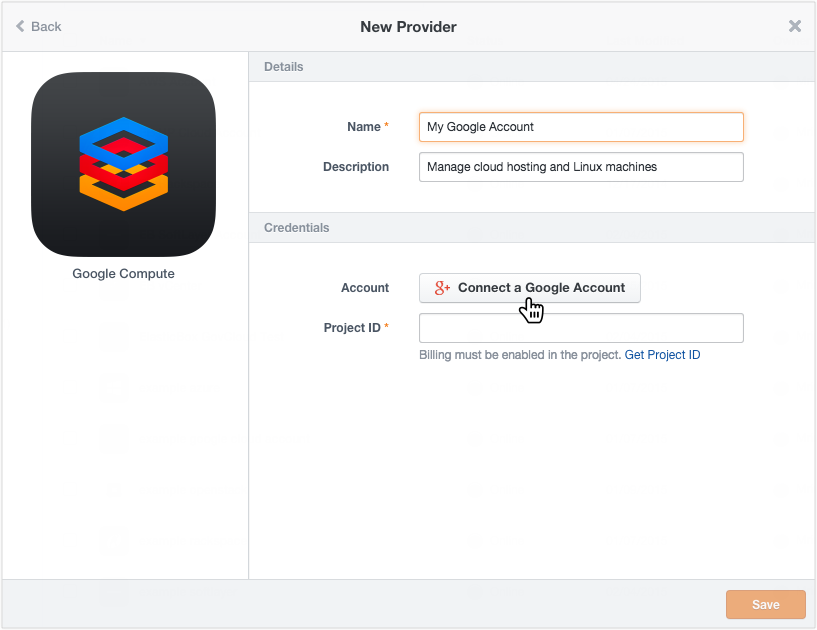 Back
New Provider
Details
Name *
My Google Account
Description
Manage cloud hosting and Linux machines
Google Compute
Credentials
Account
g+ Connect a Google Account
Project ID *
Billing must be enabled in the project. Get Project ID
Save